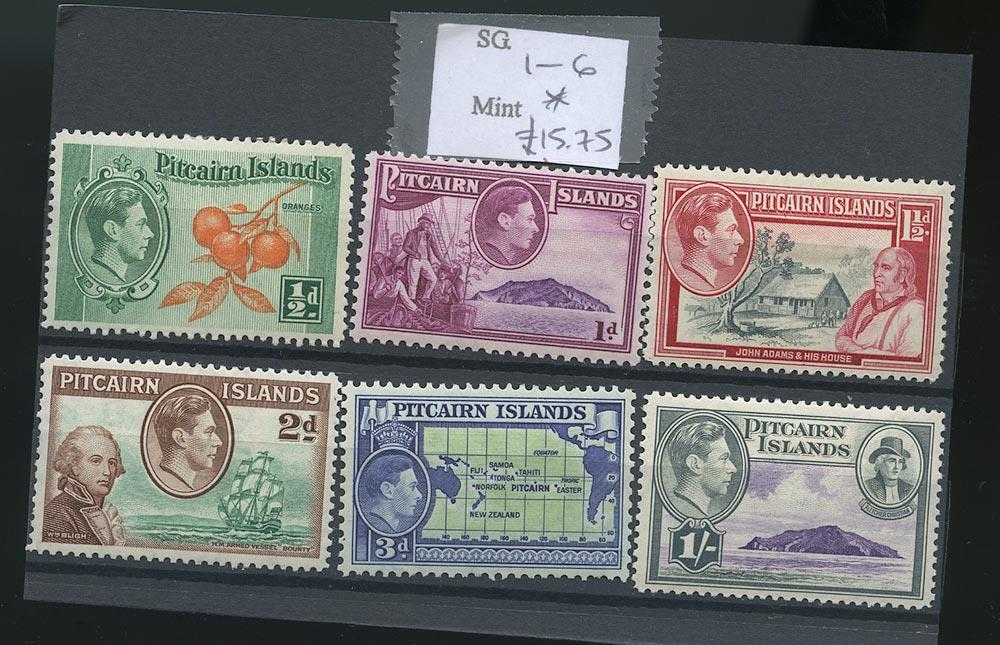 SG.
1–6
Mint *
£15.75
Pitcairn Islands
ORANGES
½d
PITCAIRN ISLANDS
1d
PITCAIRN ISLANDS
1½d.
JOHN ADAMS & HIS HOUSE
PITCAIRN ISLANDS
2d
WM BLIGH
H.M. ARMED VESSEL BOUNTY
PITCAIRN ISLANDS
EQUATOR
SAMOA
FIJI TAHITI
TONGA TROPIC
NORFOLK PITCAIRN EASTER
NEW ZEALAND
3d
PITCAIRN
ISLANDS
FLETCHER CHRISTIAN
1/-